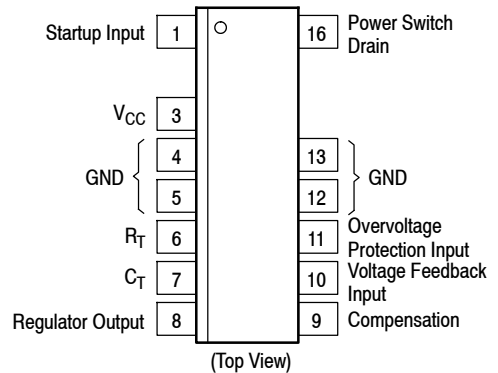 Startup Input 1
16 Power Switch
Drain
V_CC 3
4
GND
5
13
GND
12
R_T 6
11 Overvoltage
Protection Input
C_T 7
10 Voltage Feedback
Input
Regulator Output 8
9 Compensation
(Top View)